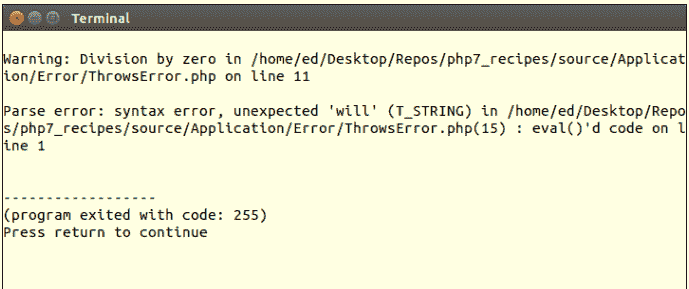 Terminal
Warning: Division by zero in /home/ed/Desktop/Repos/php7_recipes/source/Applicat
ion/Error/ThrowsError.php on line 11
Parse error: syntax error, unexpected 'will' (T_STRING) in /home/ed/Desktop/Repo
s/php7_recipes/source/Application/Error/ThrowsError.php(15) : eval()'d code on l
ine 1
------------------
(program exited with code: 255)
Press return to continue